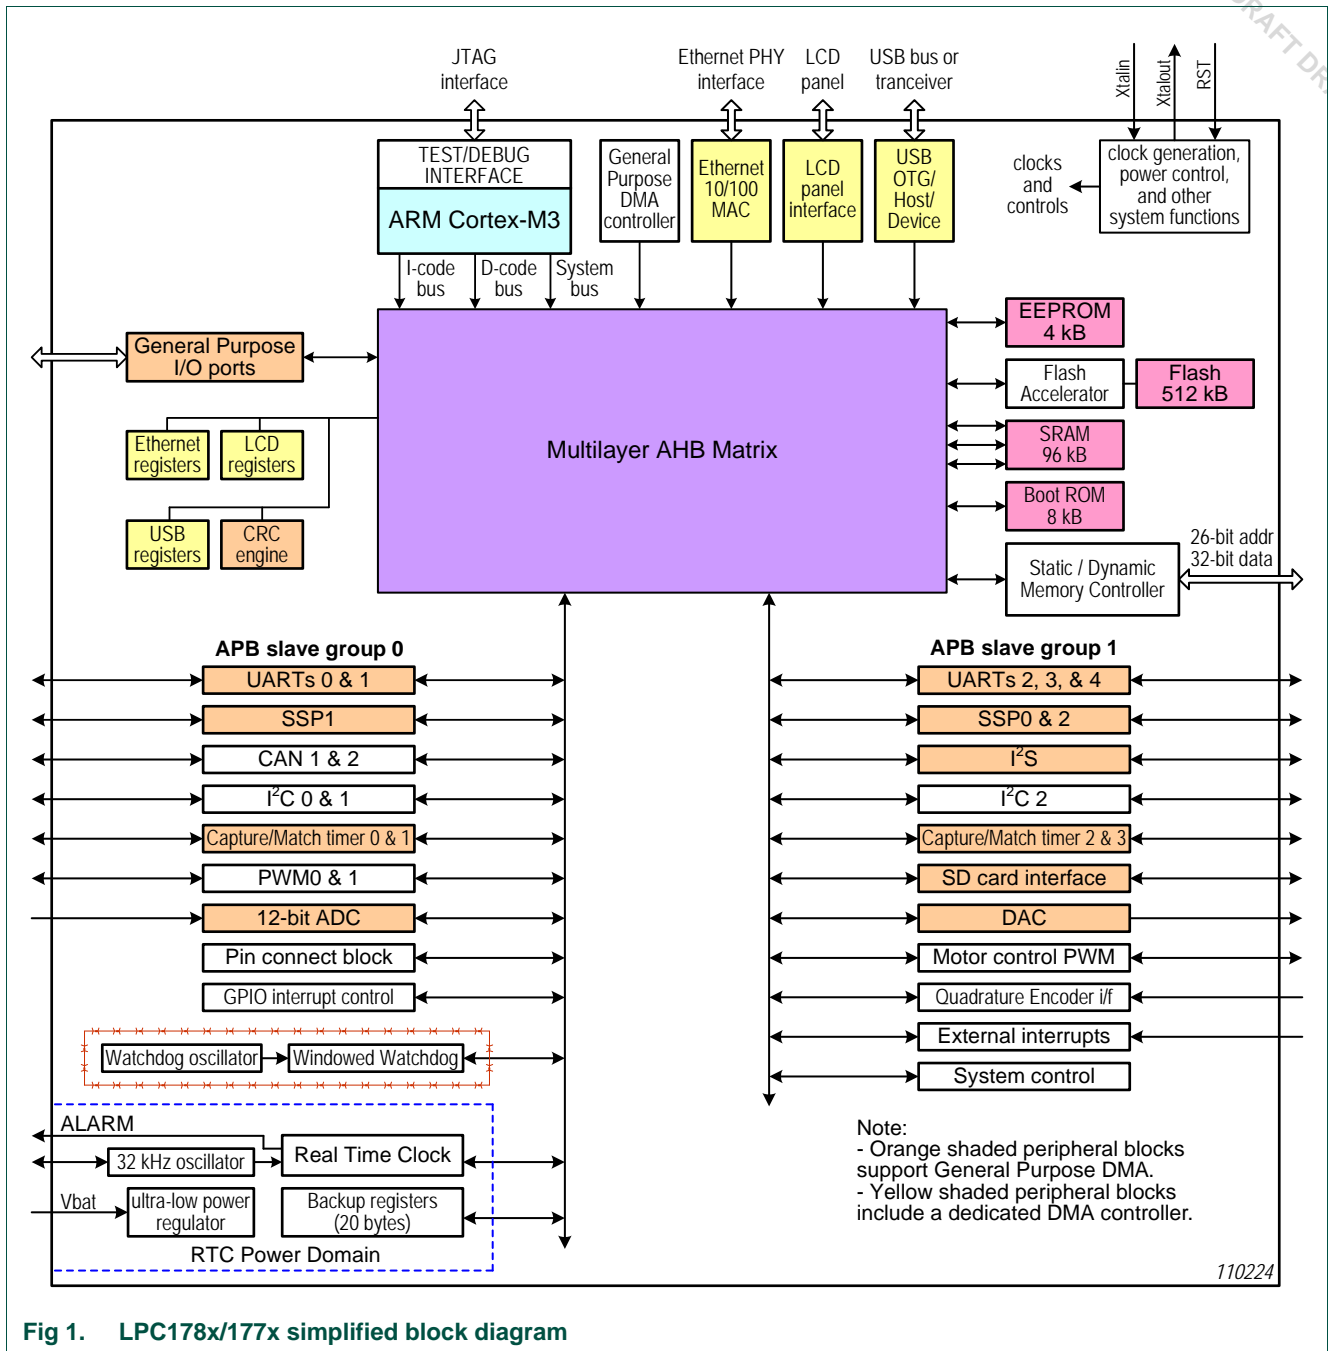 DRAFT DRA
JTAG
interface
Ethernet PHY
interface
LCD
panel
USB bus or
tranceiver
Xtalin
Xtalout
RST
TEST/DEBUG
INTERFACE
ARM Cortex-M3
General
Purpose
DMA
controller
Ethernet
10/100
MAC
LCD
panel
interface
USB
OTG/
Host/
Device
clocks
and
controls
clock generation,
power control,
and other
system functions
I-code
bus
D-code
bus
System
bus
General Purpose
I/O ports
Ethernet
registers
LCD
registers
USB
registers
CRC
engine
Multilayer AHB Matrix
EEPROM
4 kB
Flash
Accelerator
Flash
512 kB
SRAM
96 kB
Boot ROM
8 kB
Static / Dynamic
Memory Controller
26-bit addr
32-bit data
APB slave group 0
UARTs 0 & 1
SSP1
CAN 1 & 2
I²C 0 & 1
Capture/Match timer 0 & 1
PWM0 & 1
12-bit ADC
Pin connect block
GPIO interrupt control
Watchdog oscillator
Windowed Watchdog
ALARM
32 kHz oscillator
Real Time Clock
Vbat
ultra-low power
regulator
Backup registers
(20 bytes)
RTC Power Domain
APB slave group 1
UARTs 2, 3, & 4
SSP0 & 2
I²S
I²C 2
Capture/Match timer 2 & 3
SD card interface
DAC
Motor control PWM
Quadrature Encoder i/f
External interrupts
System control
Note:
- Orange shaded peripheral blocks
support General Purpose DMA.
- Yellow shaded peripheral blocks
include a dedicated DMA controller.
110224
Fig 1. LPC178x/177x simplified block diagram